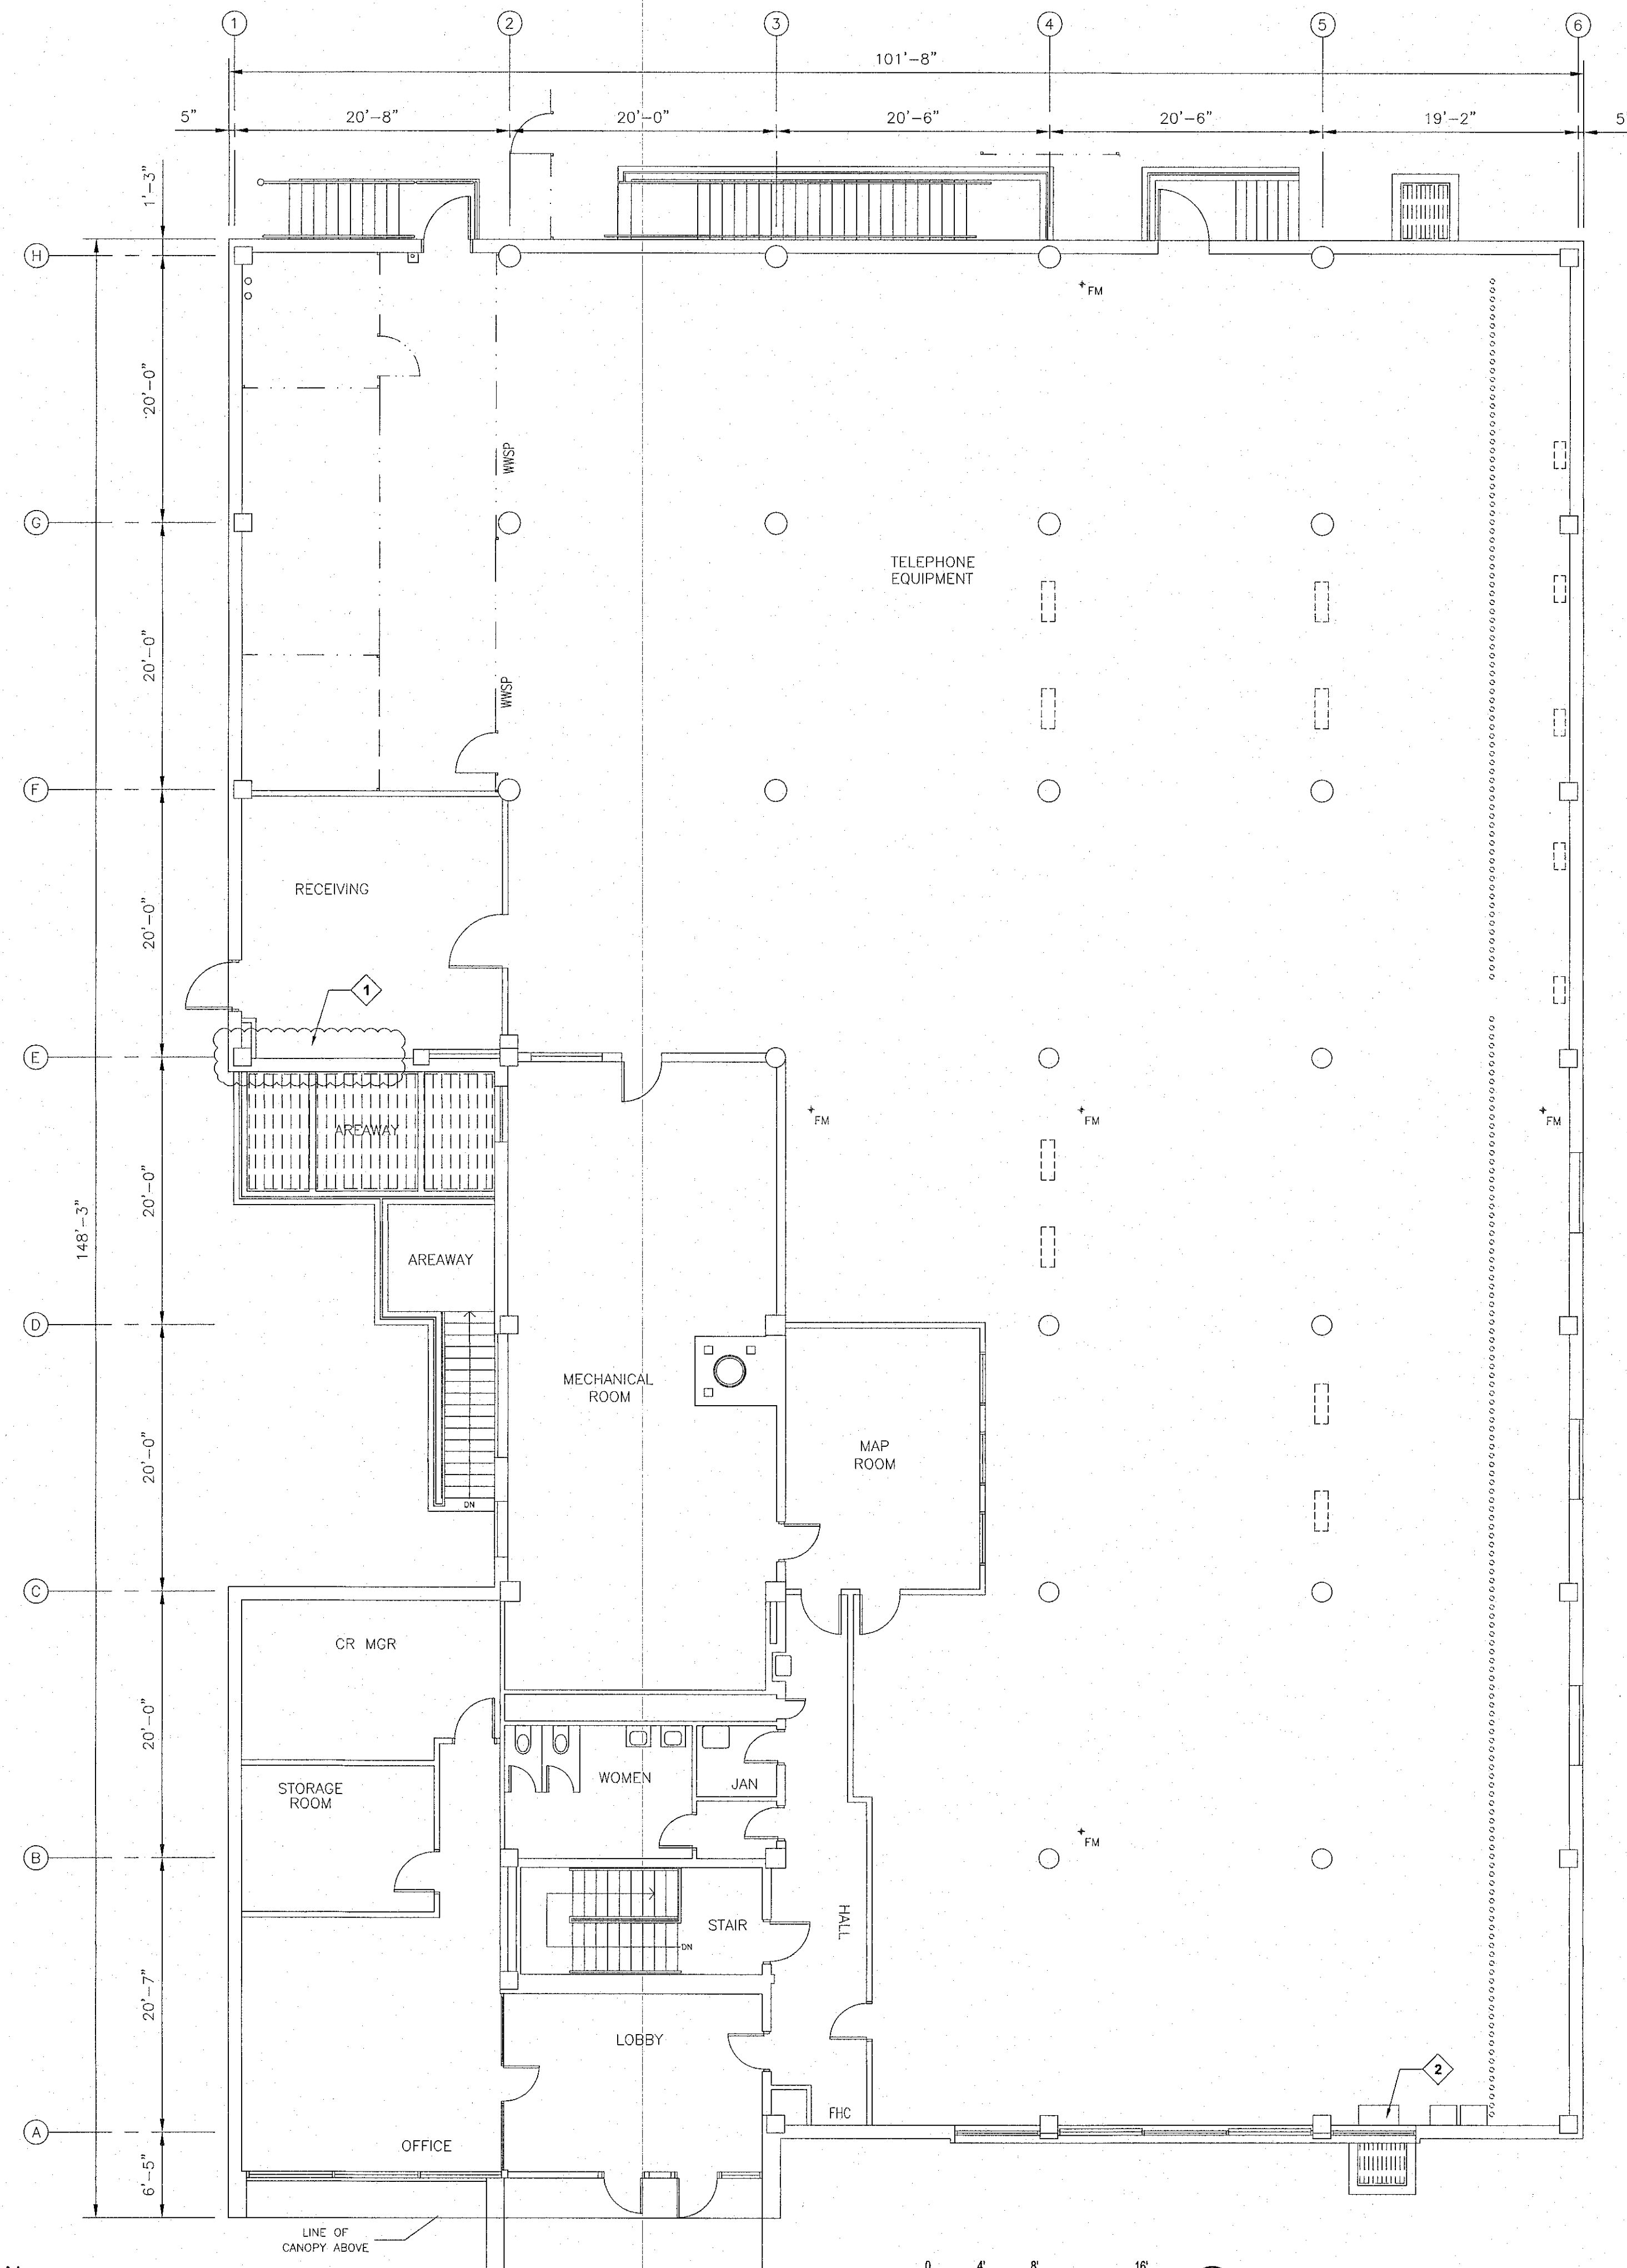 1 2 3 4 5 6
101'-8"
5" 20'-8" 20'-0" 20'-6" 20'-6" 19'-2" 5"
1'-3"
H
FM
20'-0"
WWSP
G
TELEPHONE
EQUIPMENT
20'-0"
WWSP
F
RECEIVING
20'-0"
1
E
AREAWAY
FM FM FM
20'-0"
148'-3"
AREAWAY
D
MECHANICAL
ROOM
MAP
ROOM
20'-0"
DN
C
CR MGR
20'-0"
WOMEN
JAN
STORAGE
ROOM
FM
B
HALL
STAIR
DN
20'-7"
LOBBY
2
FHC
A
OFFICE
6'-5"
LINE OF
CANOPY ABOVE
0 4' 8' 16'